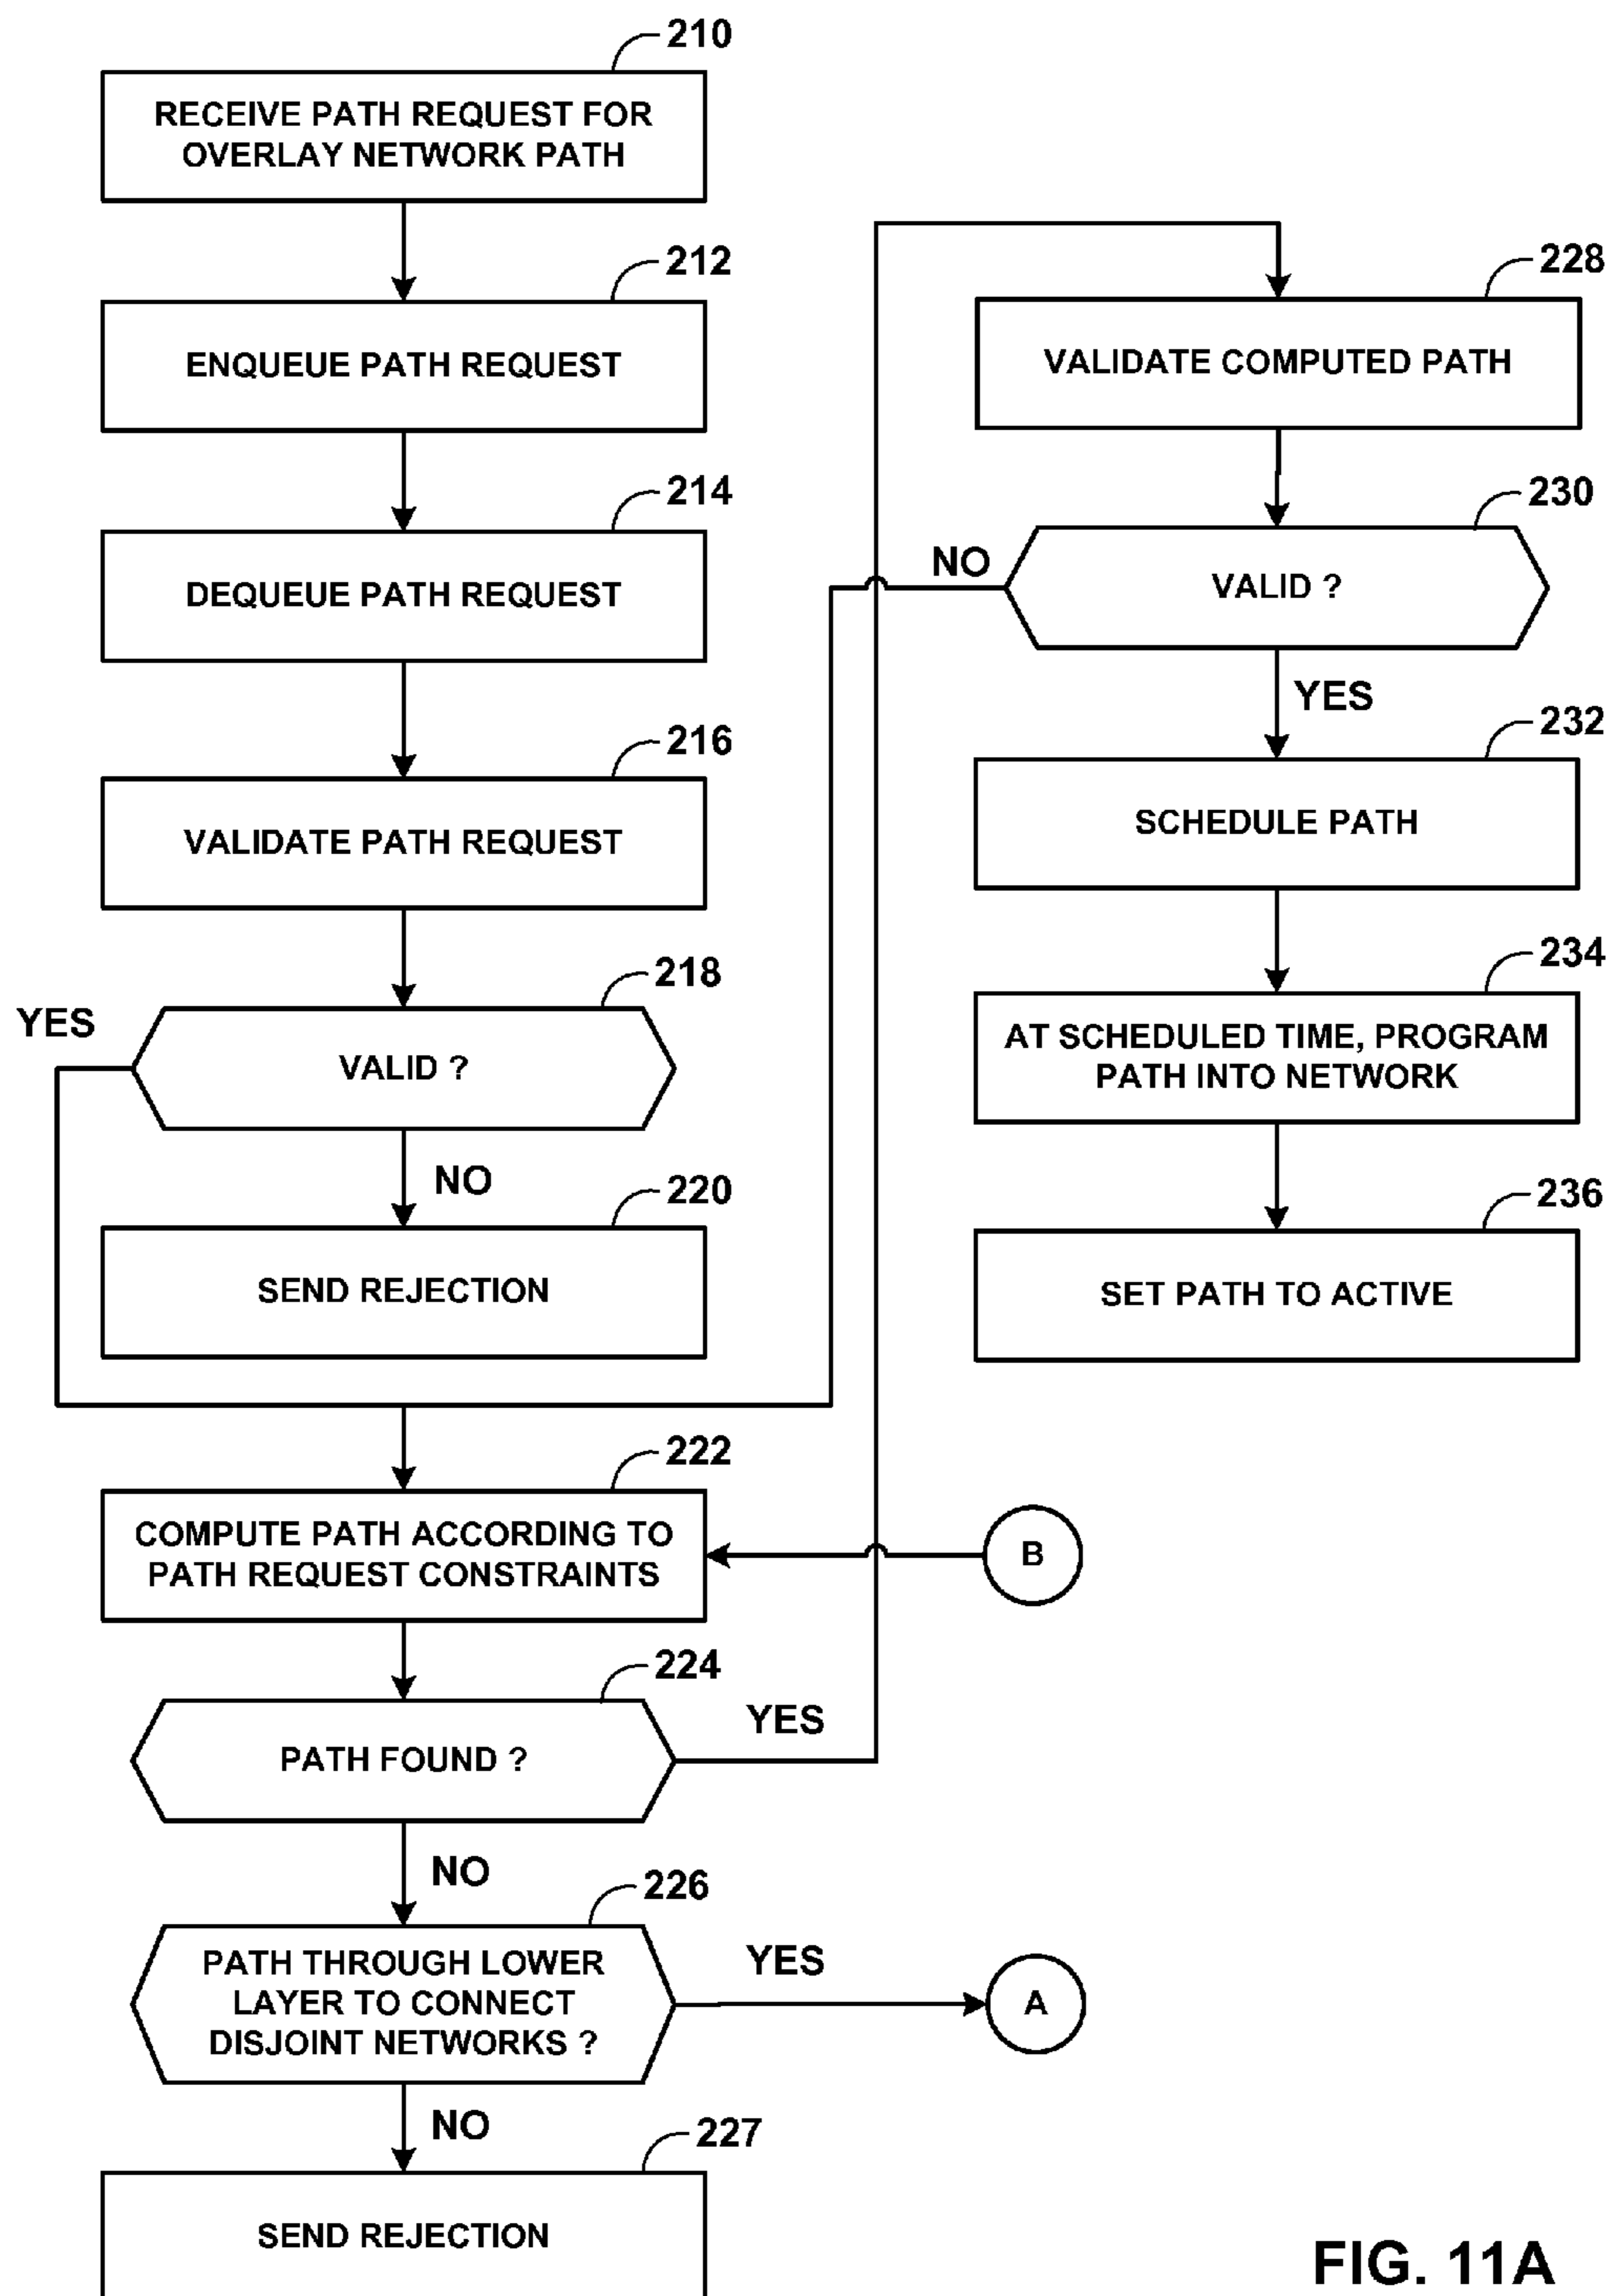 210
RECEIVE PATH REQUEST FOR
OVERLAY NETWORK PATH
212
ENQUEUE PATH REQUEST
214
DEQUEUE PATH REQUEST
216
VALIDATE PATH REQUEST
218
YES
VALID ?
NO
220
SEND REJECTION
222
COMPUTE PATH ACCORDING TO
PATH REQUEST CONSTRAINTS
B
224
PATH FOUND ?
YES
NO
226
PATH THROUGH LOWER
LAYER TO CONNECT
DISJOINT NETWORKS ?
YES
A
NO
227
SEND REJECTION
228
VALIDATE COMPUTED PATH
230
NO
VALID ?
YES
232
SCHEDULE PATH
234
AT SCHEDULED TIME, PROGRAM
PATH INTO NETWORK
236
SET PATH TO ACTIVE
FIG. 11A